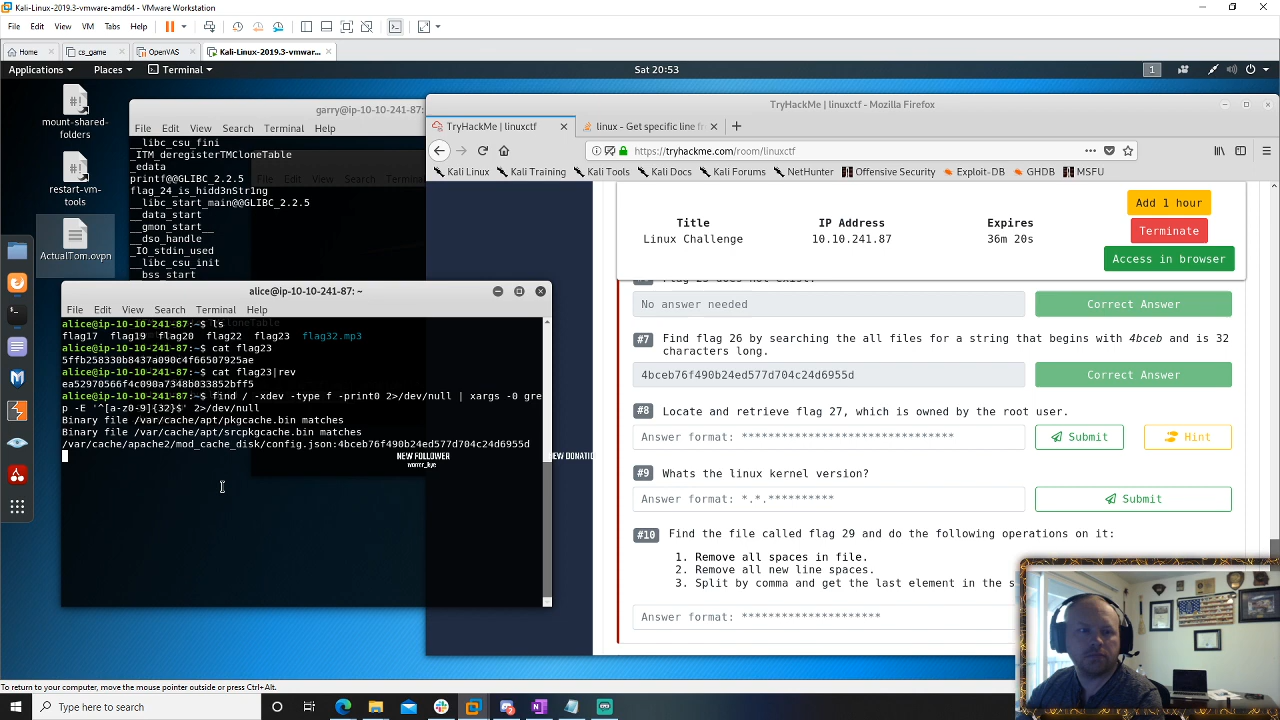 Kali-Linux-2019.3-vmware-amd64 - VMware Workstation
File Edit View VM Tabs Help
Home cs_game OpenVAS Kali-Linux-2019.3-vmware-am...
Applications Places Terminal Sat 20:53 1
mount-shared-folders
restart-vm-tools
ActualTom.ovpn
garry@ip-10-10-241-87:
File Edit View Search Terminal Help
__libc_csu_fini
_ITM_deregisterTMCloneTable
_edata
printf@@GLIBC_2.2.5
flag_24_is_hidd3nStr1ng
__libc_start_main@@GLIBC_2.2.5
__data_start
__gmon_start__
__dso_handle
_IO_stdin_used
__libc_csu_init
__bss_start
alice@ip-10-10-241-87: ~
File Edit View Search Terminal Help
alice@ip-10-10-241-87:~$ ls
flag17 flag19 flag20 flag22 flag23 flag32.mp3
alice@ip-10-10-241-87:~$ cat flag23
5ffb258330b8437a090c4f66507925ae
alice@ip-10-10-241-87:~$ cat flag23|rev
ea52970566f4c090a7348b033852bff5
alice@ip-10-10-241-87:~$ find / -xdev -type f -print0 2>/dev/null | xargs -0 gre
p -E '^[a-z0-9]{32}$' 2>/dev/null
Binary file /var/cache/apt/pkgcache.bin matches
Binary file /var/cache/apt/srcpkgcache.bin matches
/var/cache/apache2/mod_cache_disk/config.json:4bceb76f490b24ed577d704c24d6955d
NEW FOLLOWER
NEW DONATIO
TryHackMe | linuxctf - Mozilla Firefox
TryHackMe | linuxctf linux - Get specific line fr
https://tryhackme.com/room/linuxctf
Kali Linux Kali Training Kali Tools Kali Docs Kali Forums NetHunter Offensive Security Exploit-DB GHDB MSFU
Title IP Address Expires
Linux Challenge 10.10.241.87 36m 20s
Add 1 hour
Terminate
Access in browser
No answer needed Correct Answer
#7 Find flag 26 by searching the all files for a string that begins with 4bceb and is 32
characters long.
4bceb76f490b24ed577d704c24d6955d Correct Answer
#8 Locate and retrieve flag 27, which is owned by the root user.
Answer format: ******************************** Submit Hint
#9 Whats the linux kernel version?
Answer format: *.*.********** Submit
#10 Find the file called flag 29 and do the following operations on it:
1. Remove all spaces in file.
2. Remove all new line spaces.
3. Split by comma and get the last element in the s
Answer format: *********************
To return to your computer, move the mouse pointer outside or press Ctrl+Alt.
Type here to search